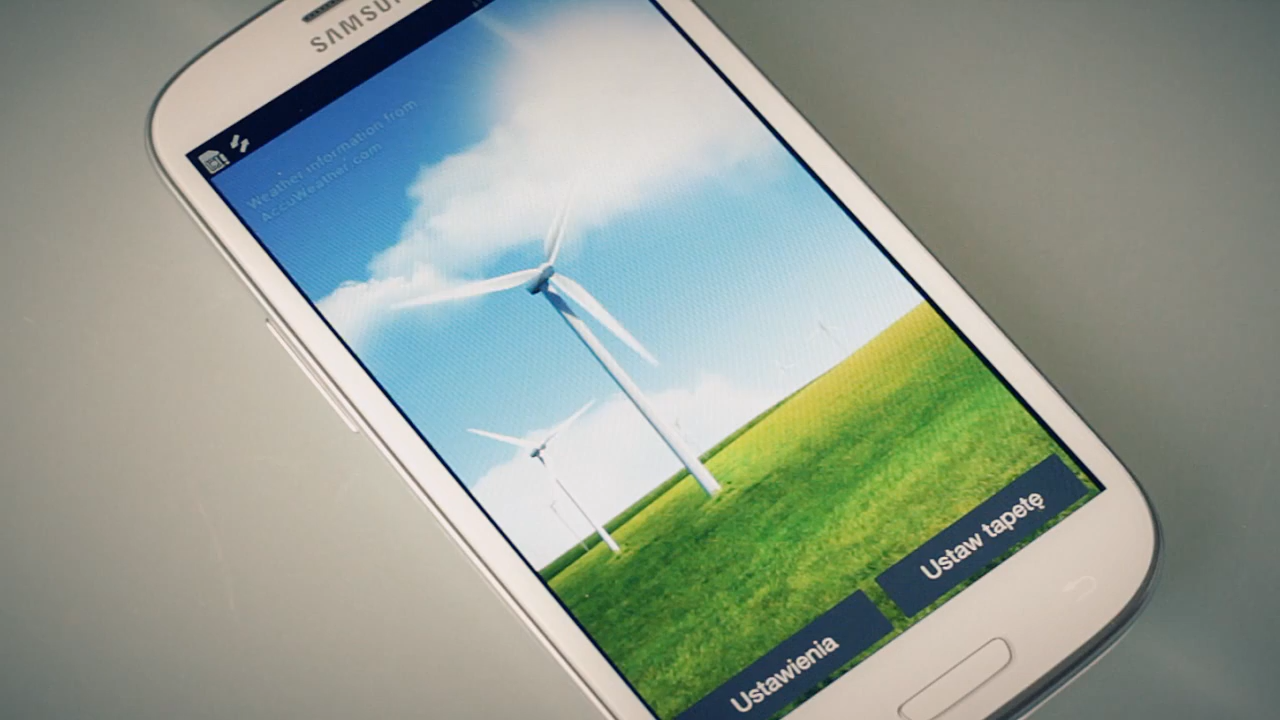 SAMSUNG
Weather information from
AccuWeather.com
Ustaw tapetę
Ustawienia